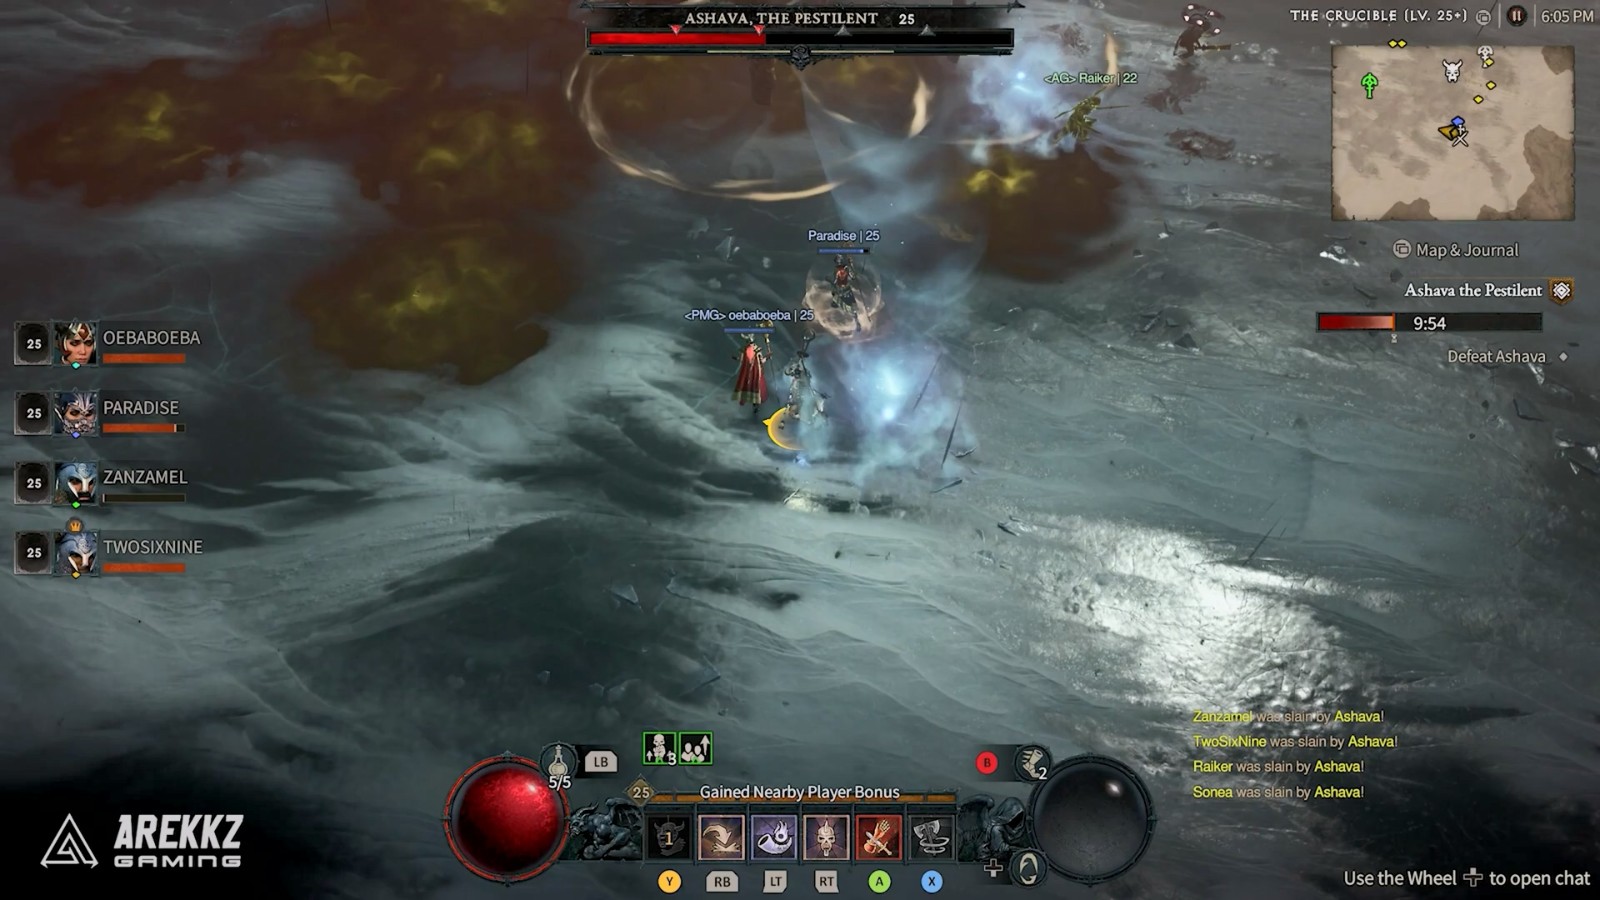 ASHAVA, THE PESTILENT 25
THE CRUCIBLE (LV. 25+)
6:05 PM
<AG> Raiker | 22
Paradise | 25
<PMG> oebaboeba | 25
Map & Journal
Ashava the Pestilent
9:54
Defeat Ashava
25 OEBABOEBA
25 PARADISE
25 ZANZAMEL
25 TWOSIXNINE
Zanzamel was slain by Ashava!
TwoSixNine was slain by Ashava!
Raiker was slain by Ashava!
Sonea was slain by Ashava!
5/5
LB
3
B
2
25
Gained Nearby Player Bonus
1
Y RB LT RT A X
AREKKZ
GAMING
Use the Wheel to open chat